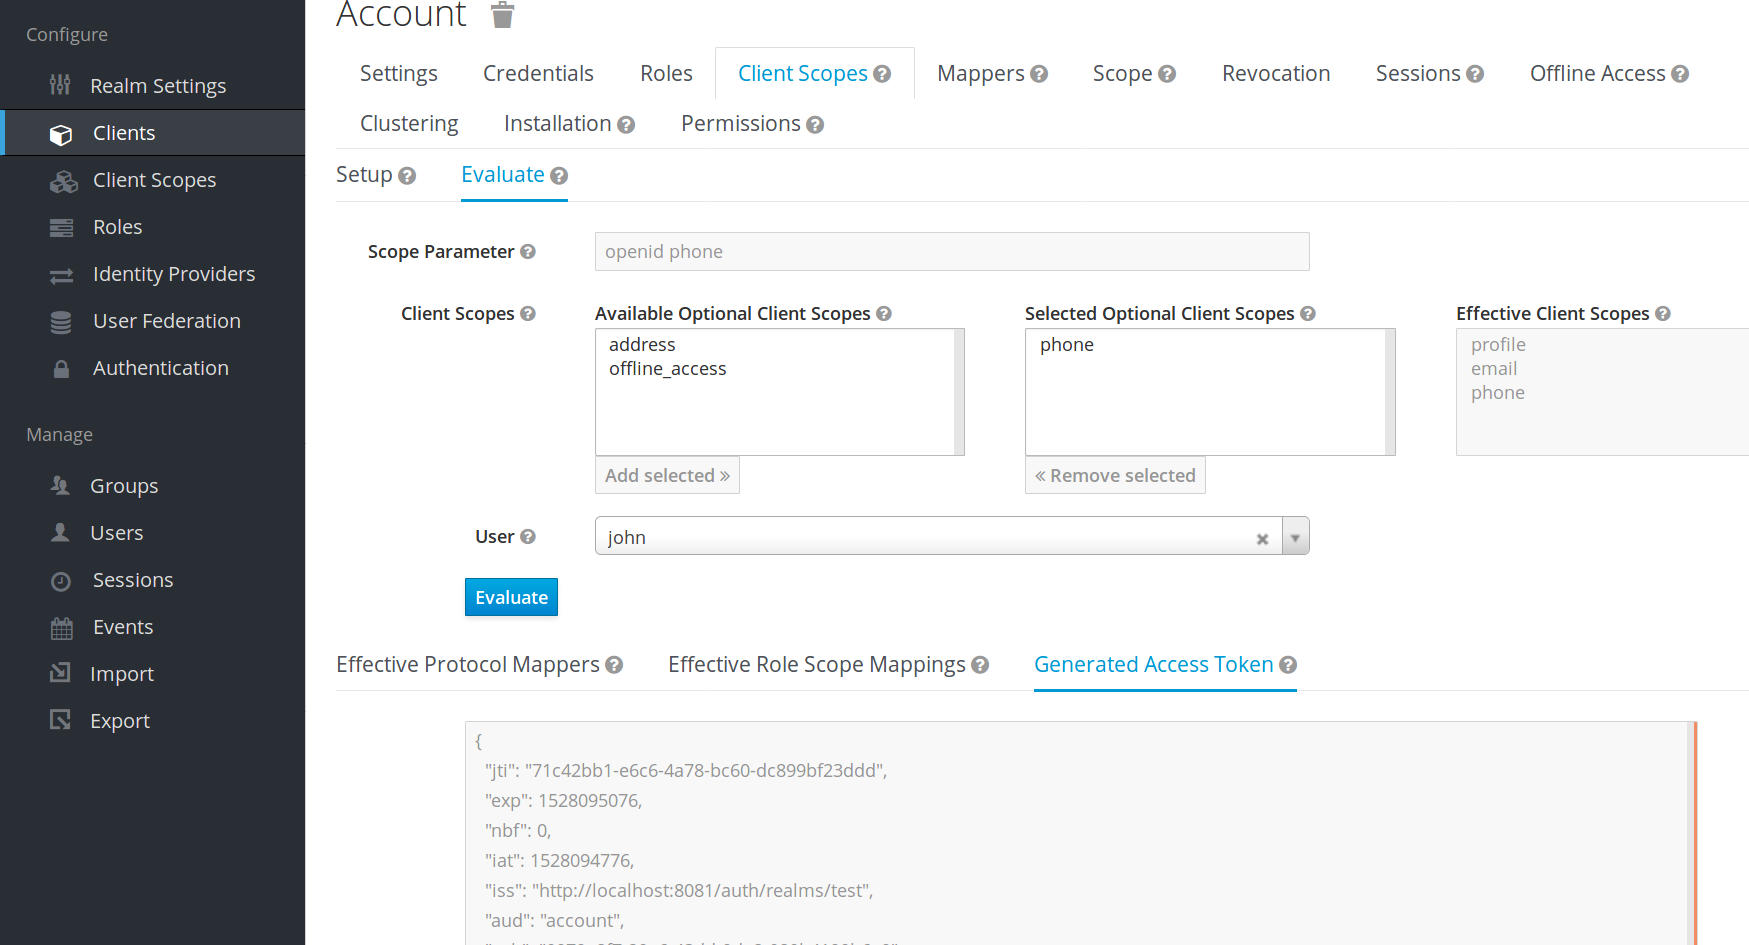 Configure
Realm Settings
Clients
Client Scopes
Roles
Identity Providers
User Federation
Authentication
Manage
Groups
Users
Sessions
Events
Import
Export
Account
Settings Credentials Roles Client Scopes Mappers Scope Revocation Sessions Offline Access
Clustering Installation Permissions
Setup Evaluate
Scope Parameter openid phone
Client Scopes Available Optional Client Scopes Selected Optional Client Scopes Effective Client Scopes
address phone profile
offline_access email
phone
Add selected » « Remove selected
User john
Evaluate
Effective Protocol Mappers Effective Role Scope Mappings Generated Access Token
{
"jti": "71c42bb1-e6c6-4a78-bc60-dc899bf23ddd",
"exp": 1528095076,
"nbf": 0,
"iat": 1528094776,
"iss": "http://localhost:8081/auth/realms/test",
"aud": "account",